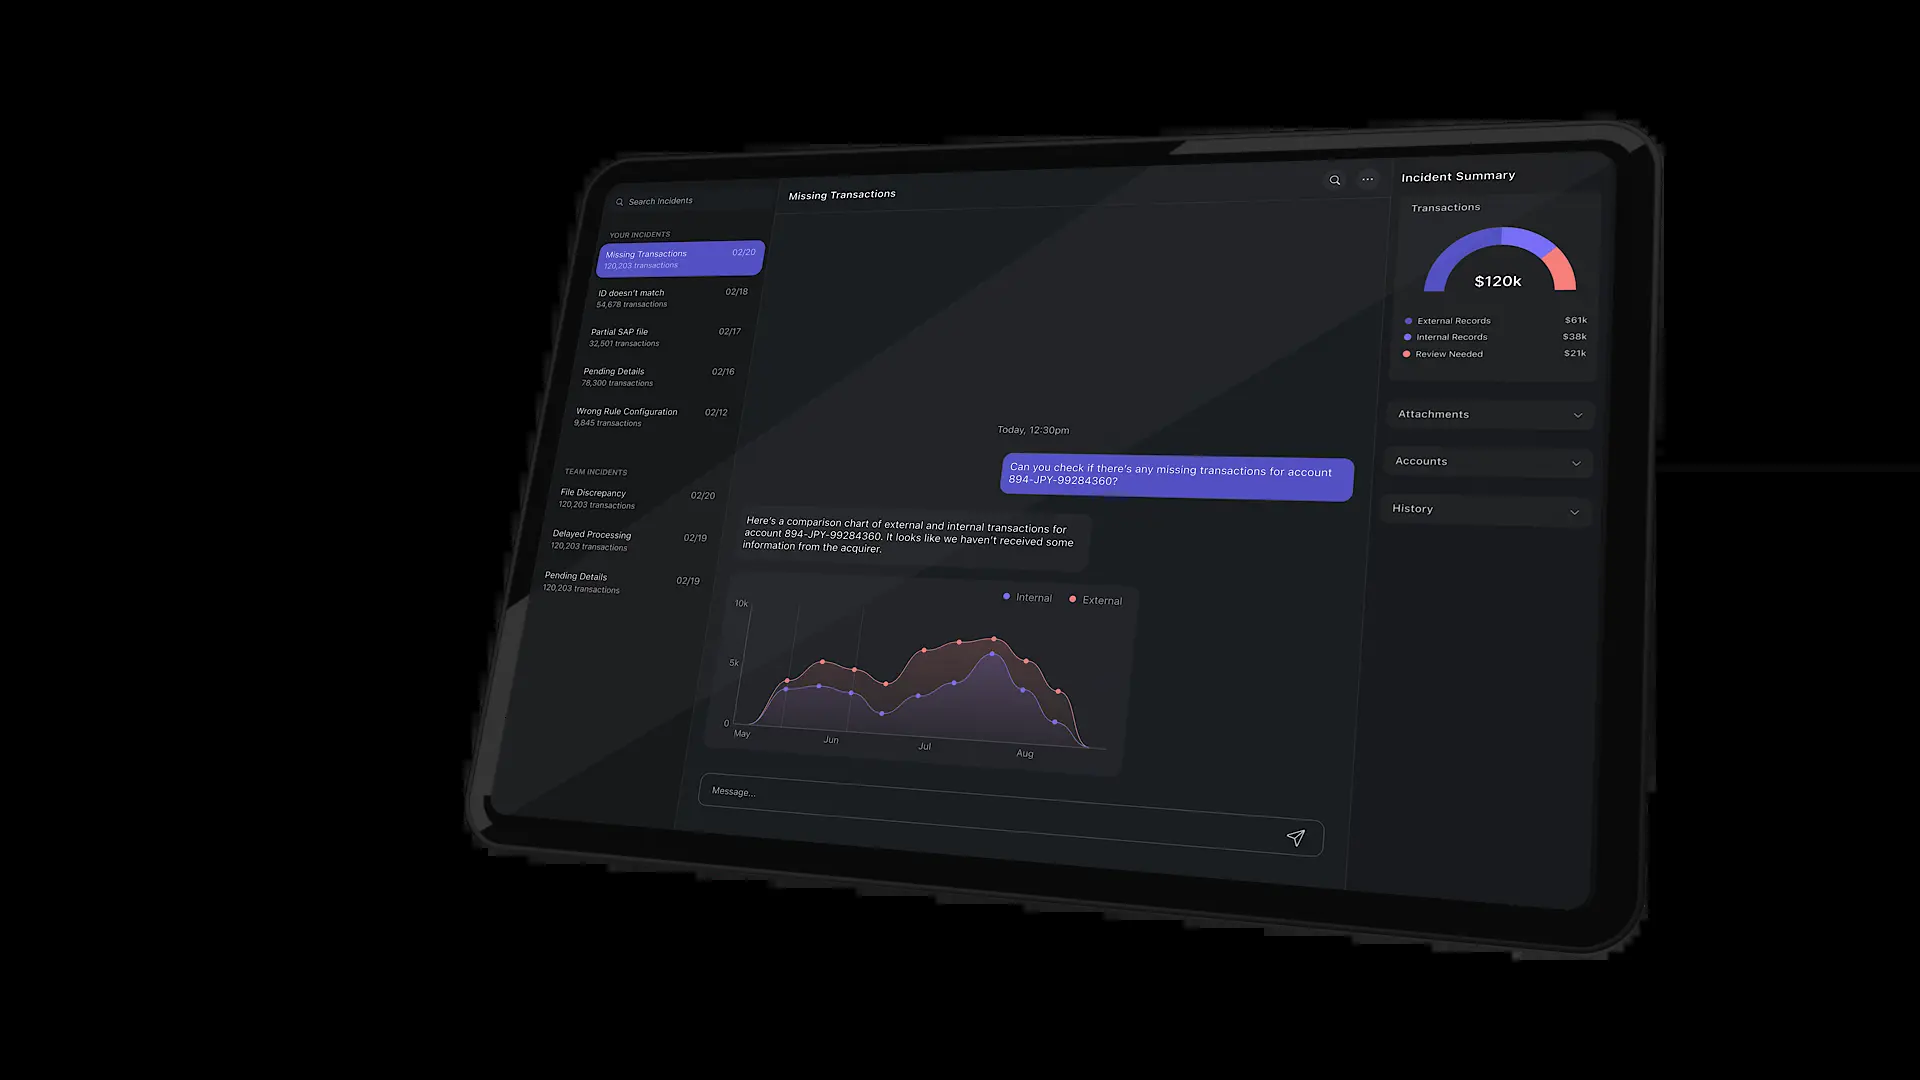 Search Incidents
YOUR INCIDENTS
Missing Transactions 02/20
120,203 transactions
ID doesn't match 02/18
54,678 transactions
Partial SAP file 02/17
32,501 transactions
Pending Details 02/16
78,300 transactions
Wrong Rule Configuration 02/12
9,845 transactions
TEAM INCIDENTS
File Discrepancy 02/20
120,203 transactions
Delayed Processing 02/19
120,203 transactions
Pending Details 02/19
120,203 transactions
Missing Transactions
Today, 12:30pm
Can you check if there's any missing transactions for account
894-JPY-99284360?
Here's a comparison chart of external and internal transactions for
account 894-JPY-99284360. It looks like we haven't received some
information from the acquirer.
Internal External
10k
5k
0
May Jun Jul Aug
Message...
Incident Summary
Transactions
$120k
External Records $61k
Internal Records $38k
Review Needed $21k
Attachments
Accounts
History